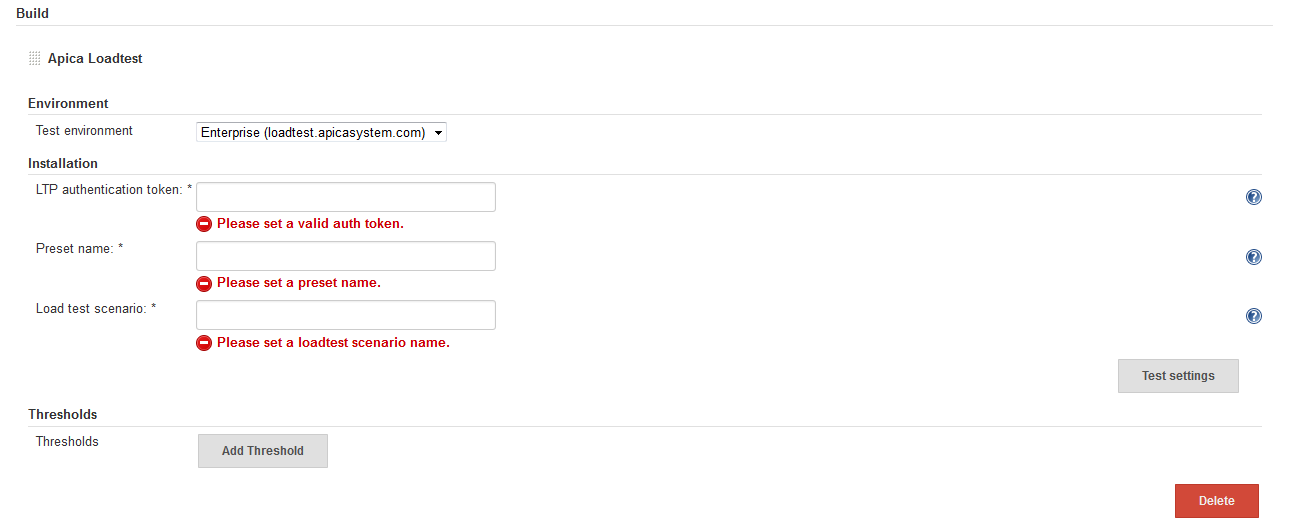 Build
Apica Loadtest
Environment
Test environment Enterprise (loadtest.apicasystem.com)
Installation
LTP authentication token: *
Please set a valid auth token.
Preset name: *
Please set a preset name.
Load test scenario: *
Please set a loadtest scenario name.
Test settings
Thresholds
Thresholds Add Threshold
Delete